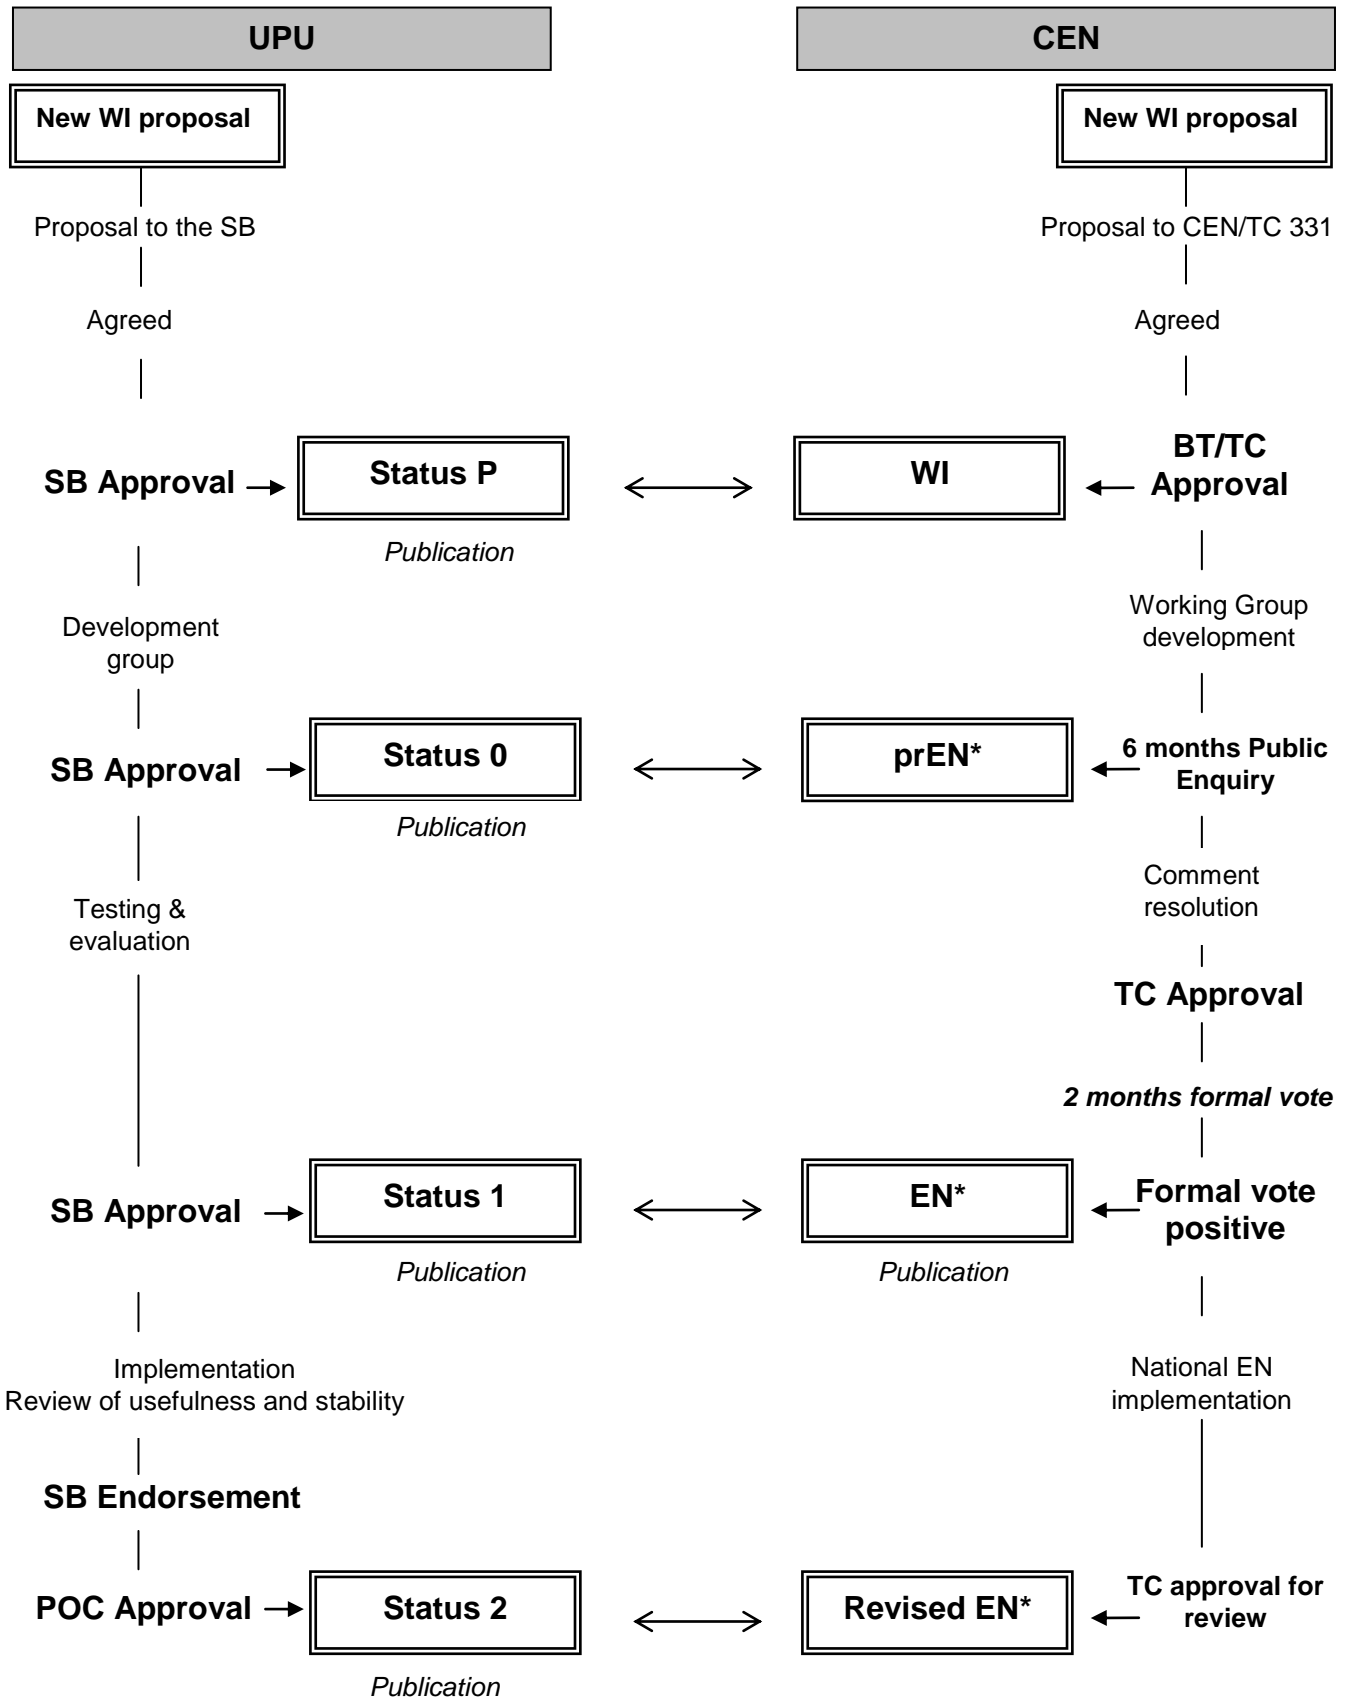 UPU
CEN
New WI proposal
New WI proposal
Proposal to the SB
Proposal to CEN/TC 331
Agreed
Agreed
SB Approval
Status P
WI
BT/TC
Approval
Publication
Development
group
Working Group
development
SB Approval
Status 0
prEN*
6 months Public
Enquiry
Publication
Testing &
evaluation
Comment
resolution
TC Approval
2 months formal vote
SB Approval
Status 1
EN*
Formal vote
positive
Publication
Publication
Implementation
Review of usefulness and stability
National EN
implementation
SB Endorsement
POC Approval
Status 2
Revised EN*
TC approval for
review
Publication